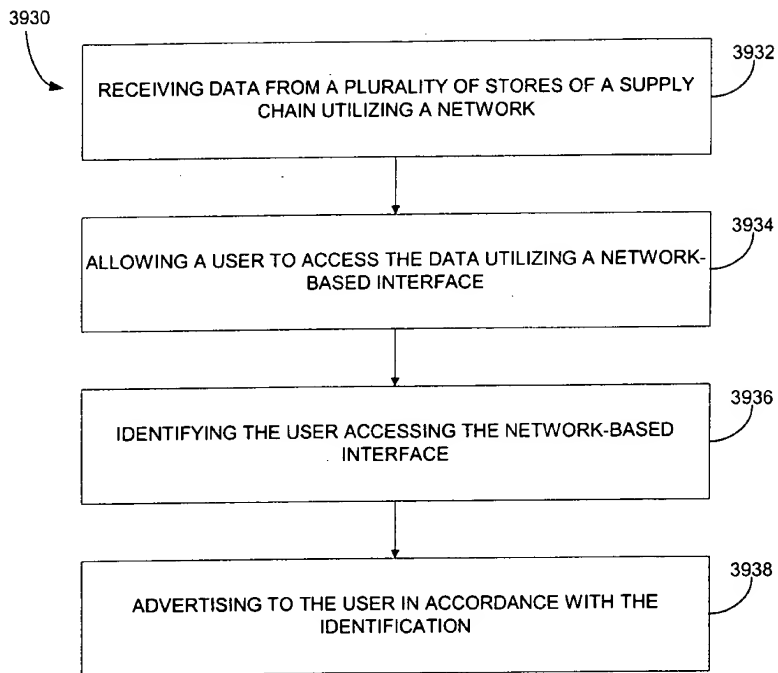 3930
3932
RECEIVING DATA FROM A PLURALITY OF STORES OF A SUPPLY
CHAIN UTILIZING A NETWORK
3934
ALLOWING A USER TO ACCESS THE DATA UTILIZING A NETWORK-
BASED INTERFACE
3936
IDENTIFYING THE USER ACCESSING THE NETWORK-BASED
INTERFACE
3938
ADVERTISING TO THE USER IN ACCORDANCE WITH THE
IDENTIFICATION